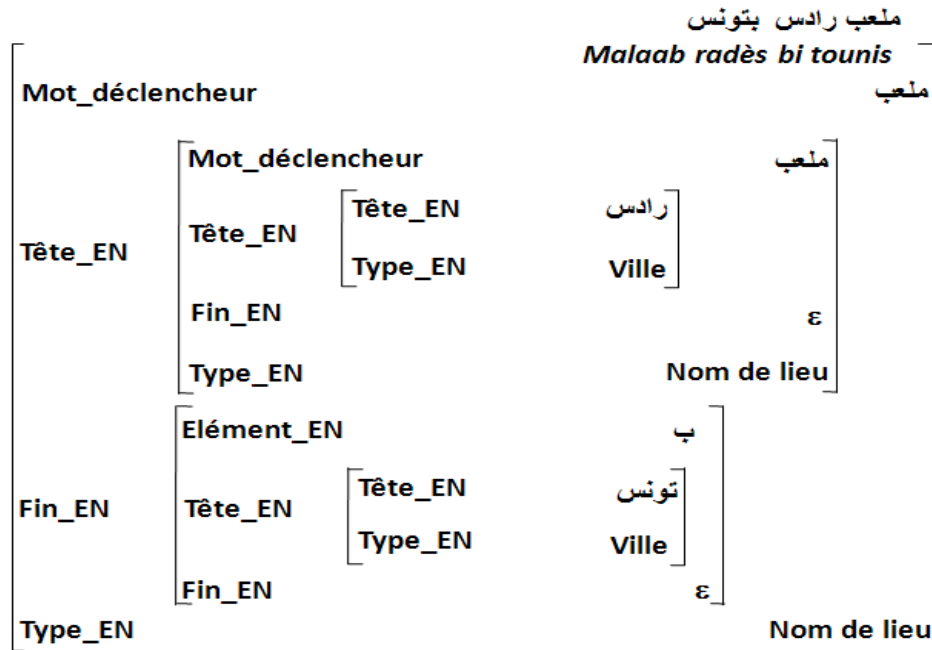 ملعب رادس بتونس
Malaab radès bi tounis
Mot_déclencheur ملعب
Mot_déclencheur ملعب
Tête_EN رادس
Tête_EN
Tête_EN
Type_EN Ville
Fin_EN ε
Type_EN Nom de lieu
Elément_EN ب
Tête_EN تونس
Fin_EN Tête_EN
Type_EN Ville
Fin_EN ε
Type_EN Nom de lieu